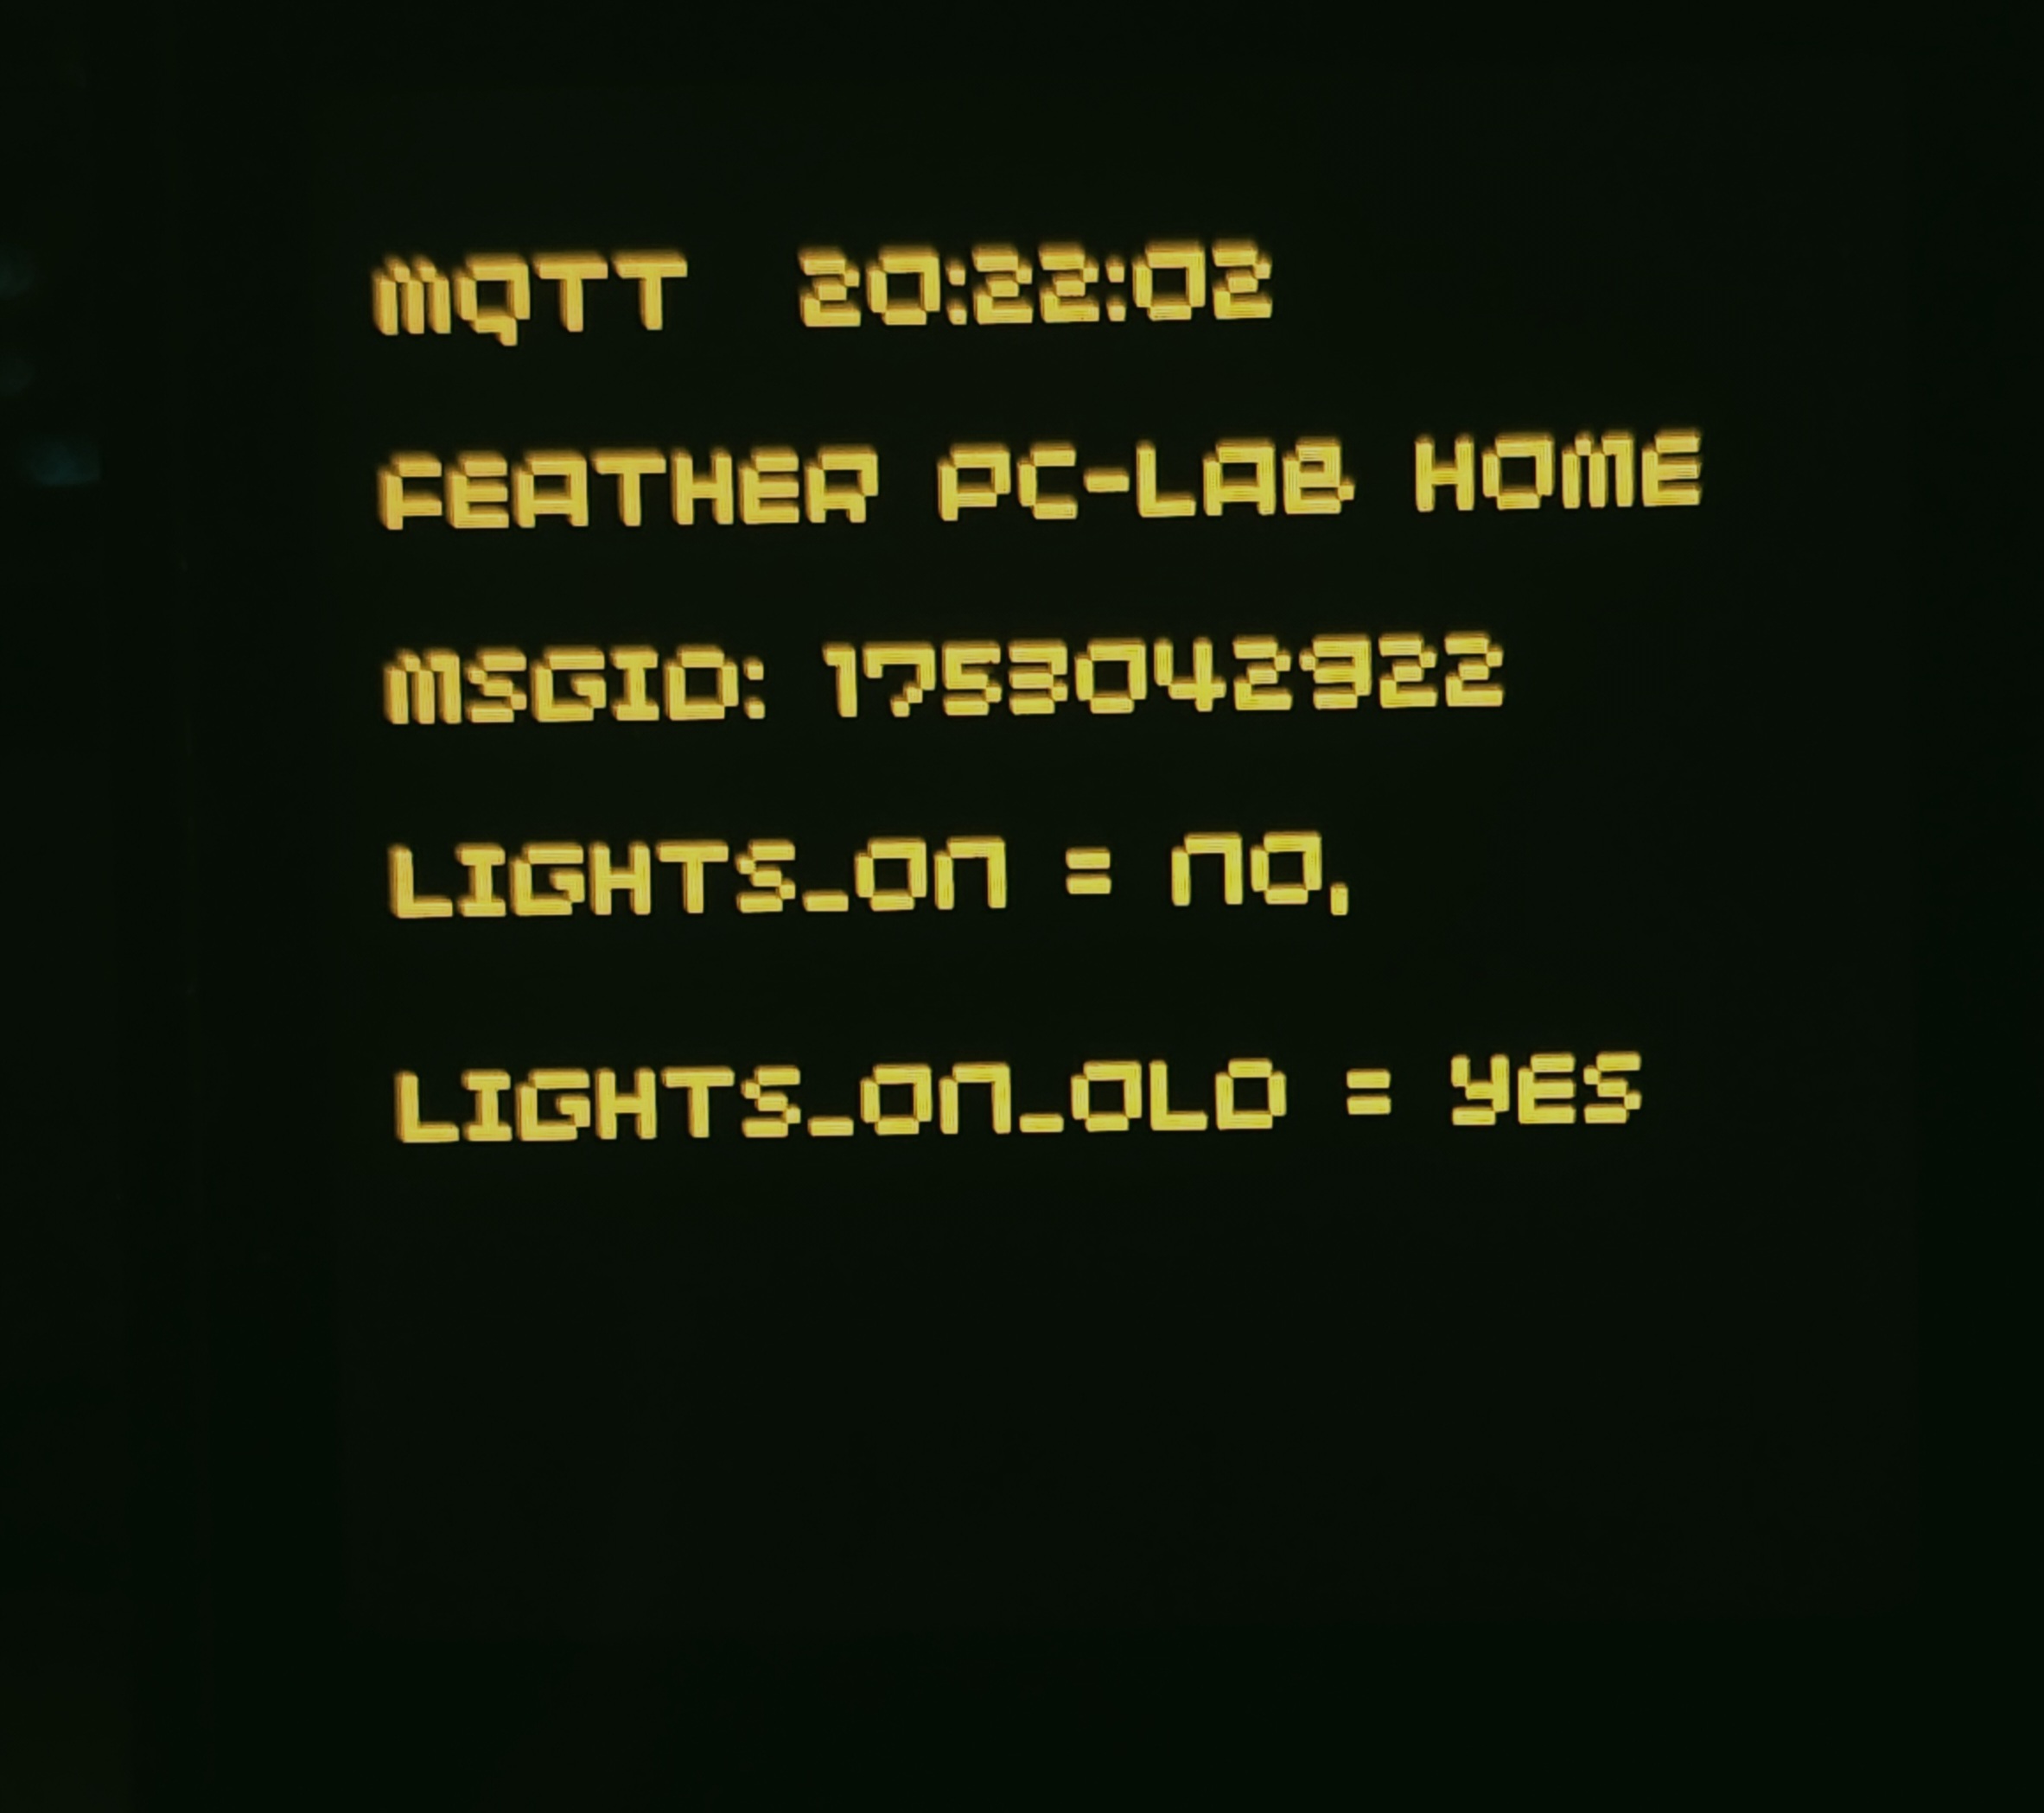 MQTT  20:22:02
FEATHER PC-LAB HOME
MSGID: 1753042922
LIGHTS_ON = NO,
LIGHTS_ON_OLD = YES